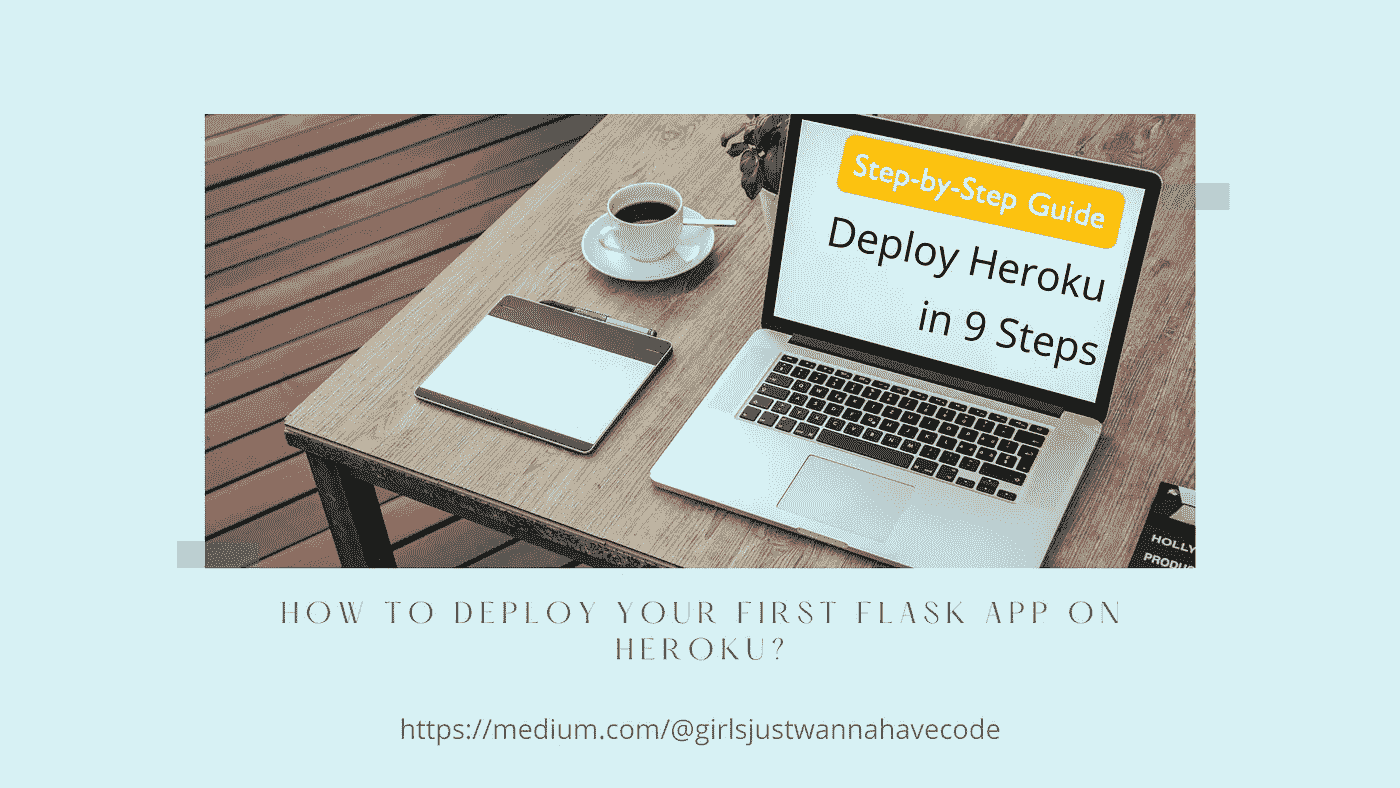 Step-by-Step Guide
Deploy Heroku
in 9 Steps
HOLLY
HOW TO DEPLOY YOUR FIRST FLASK APP ON
HEROKU?
https://medium.com/@girlsjustwannahavecode